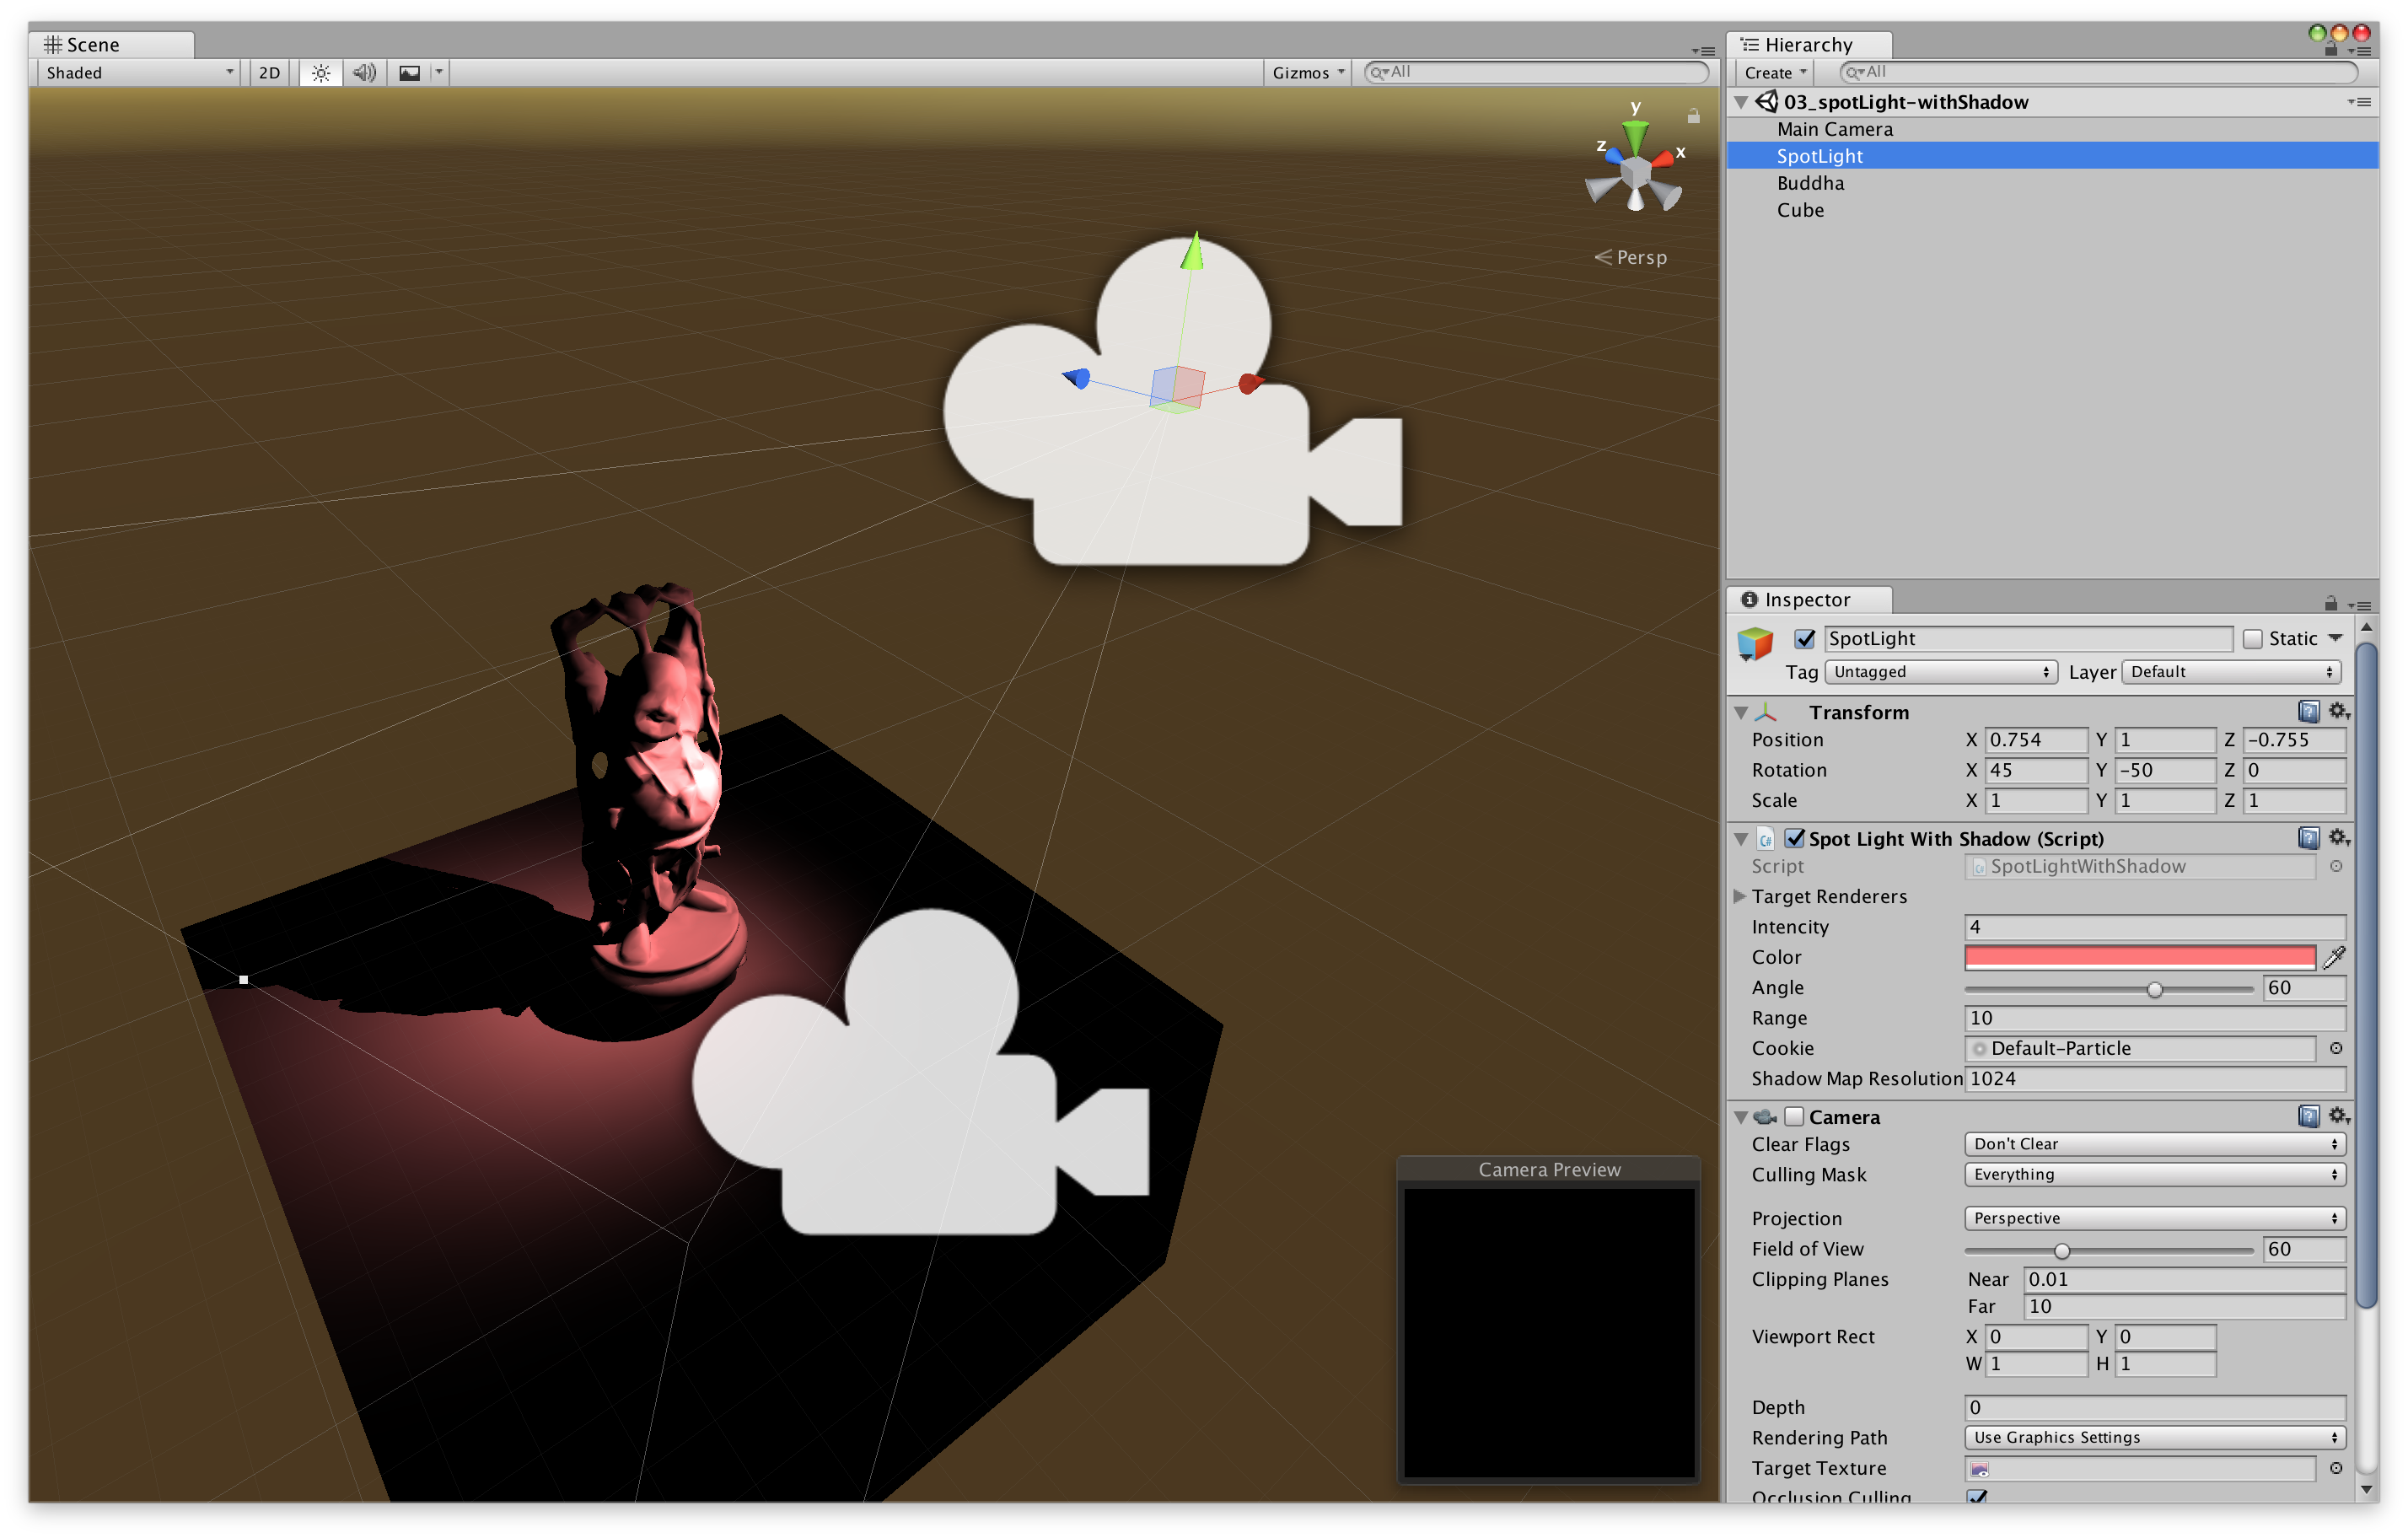 Scene
Shaded 2D Gizmos All
y
z x
Persp
Camera Preview
Hierarchy
Create All
03_spotLight-withShadow
Main Camera
SpotLight
Buddha
Cube
Inspector
SpotLight Static
Tag Untagged Layer Default
Transform
Position X 0.754 Y 1 Z -0.755
Rotation X 45 Y -50 Z 0
Scale X 1 Y 1 Z 1
C# Spot Light With Shadow (Script)
Script SpotLightWithShadow
Target Renderers
Intencity 4
Color
Angle 60
Range 10
Cookie Default-Particle
Shadow Map Resolution 1024
Camera
Clear Flags Don't Clear
Culling Mask Everything
Projection Perspective
Field of View 60
Clipping Planes Near 0.01
Far 10
Viewport Rect X 0 Y 0
W 1 H 1
Depth 0
Rendering Path Use Graphics Settings
Target Texture
Occlusion Culling